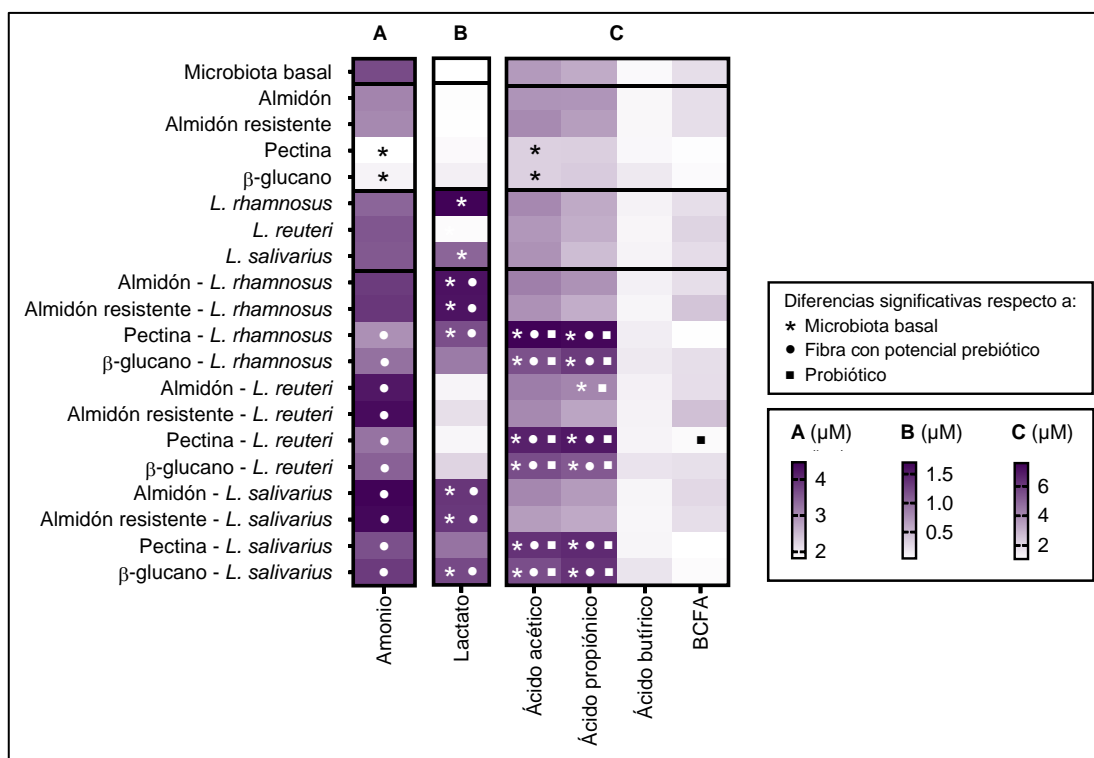 A B C
Microbiota basal
Almidón
Almidón resistente
Pectina * *
β-glucano * *
L. rhamnosus *
L. reuteri
L. salivarius *
Almidón - L. rhamnosus * ●
Almidón resistente - L. rhamnosus * ●
Pectina - L. rhamnosus ● * ● * ● ■ * ● ■
β-glucano - L. rhamnosus ● * ● ■ * ● ■
Almidón - L. reuteri ● * ■
Almidón resistente - L. reuteri ●
Pectina - L. reuteri ● * ● ■ * ● ■ ■
β-glucano - L. reuteri ● * ● ■ * ● ■
Almidón - L. salivarius ● * ●
Almidón resistente - L. salivarius ● * ●
Pectina - L. salivarius ● * ● ■ * ● ■
β-glucano - L. salivarius ● * ● * ● ■ * ● ■
Amonio
Lactato
Ácido acético
Ácido propiónico
Ácido butírico
BCFA
Diferencias significativas respecto a:
* Microbiota basal
● Fibra con potencial prebiótico
■ Probiótico
A (µM) B (µM) C (µM)
4 1.5 6
3 1.0 4
2 0.5 2